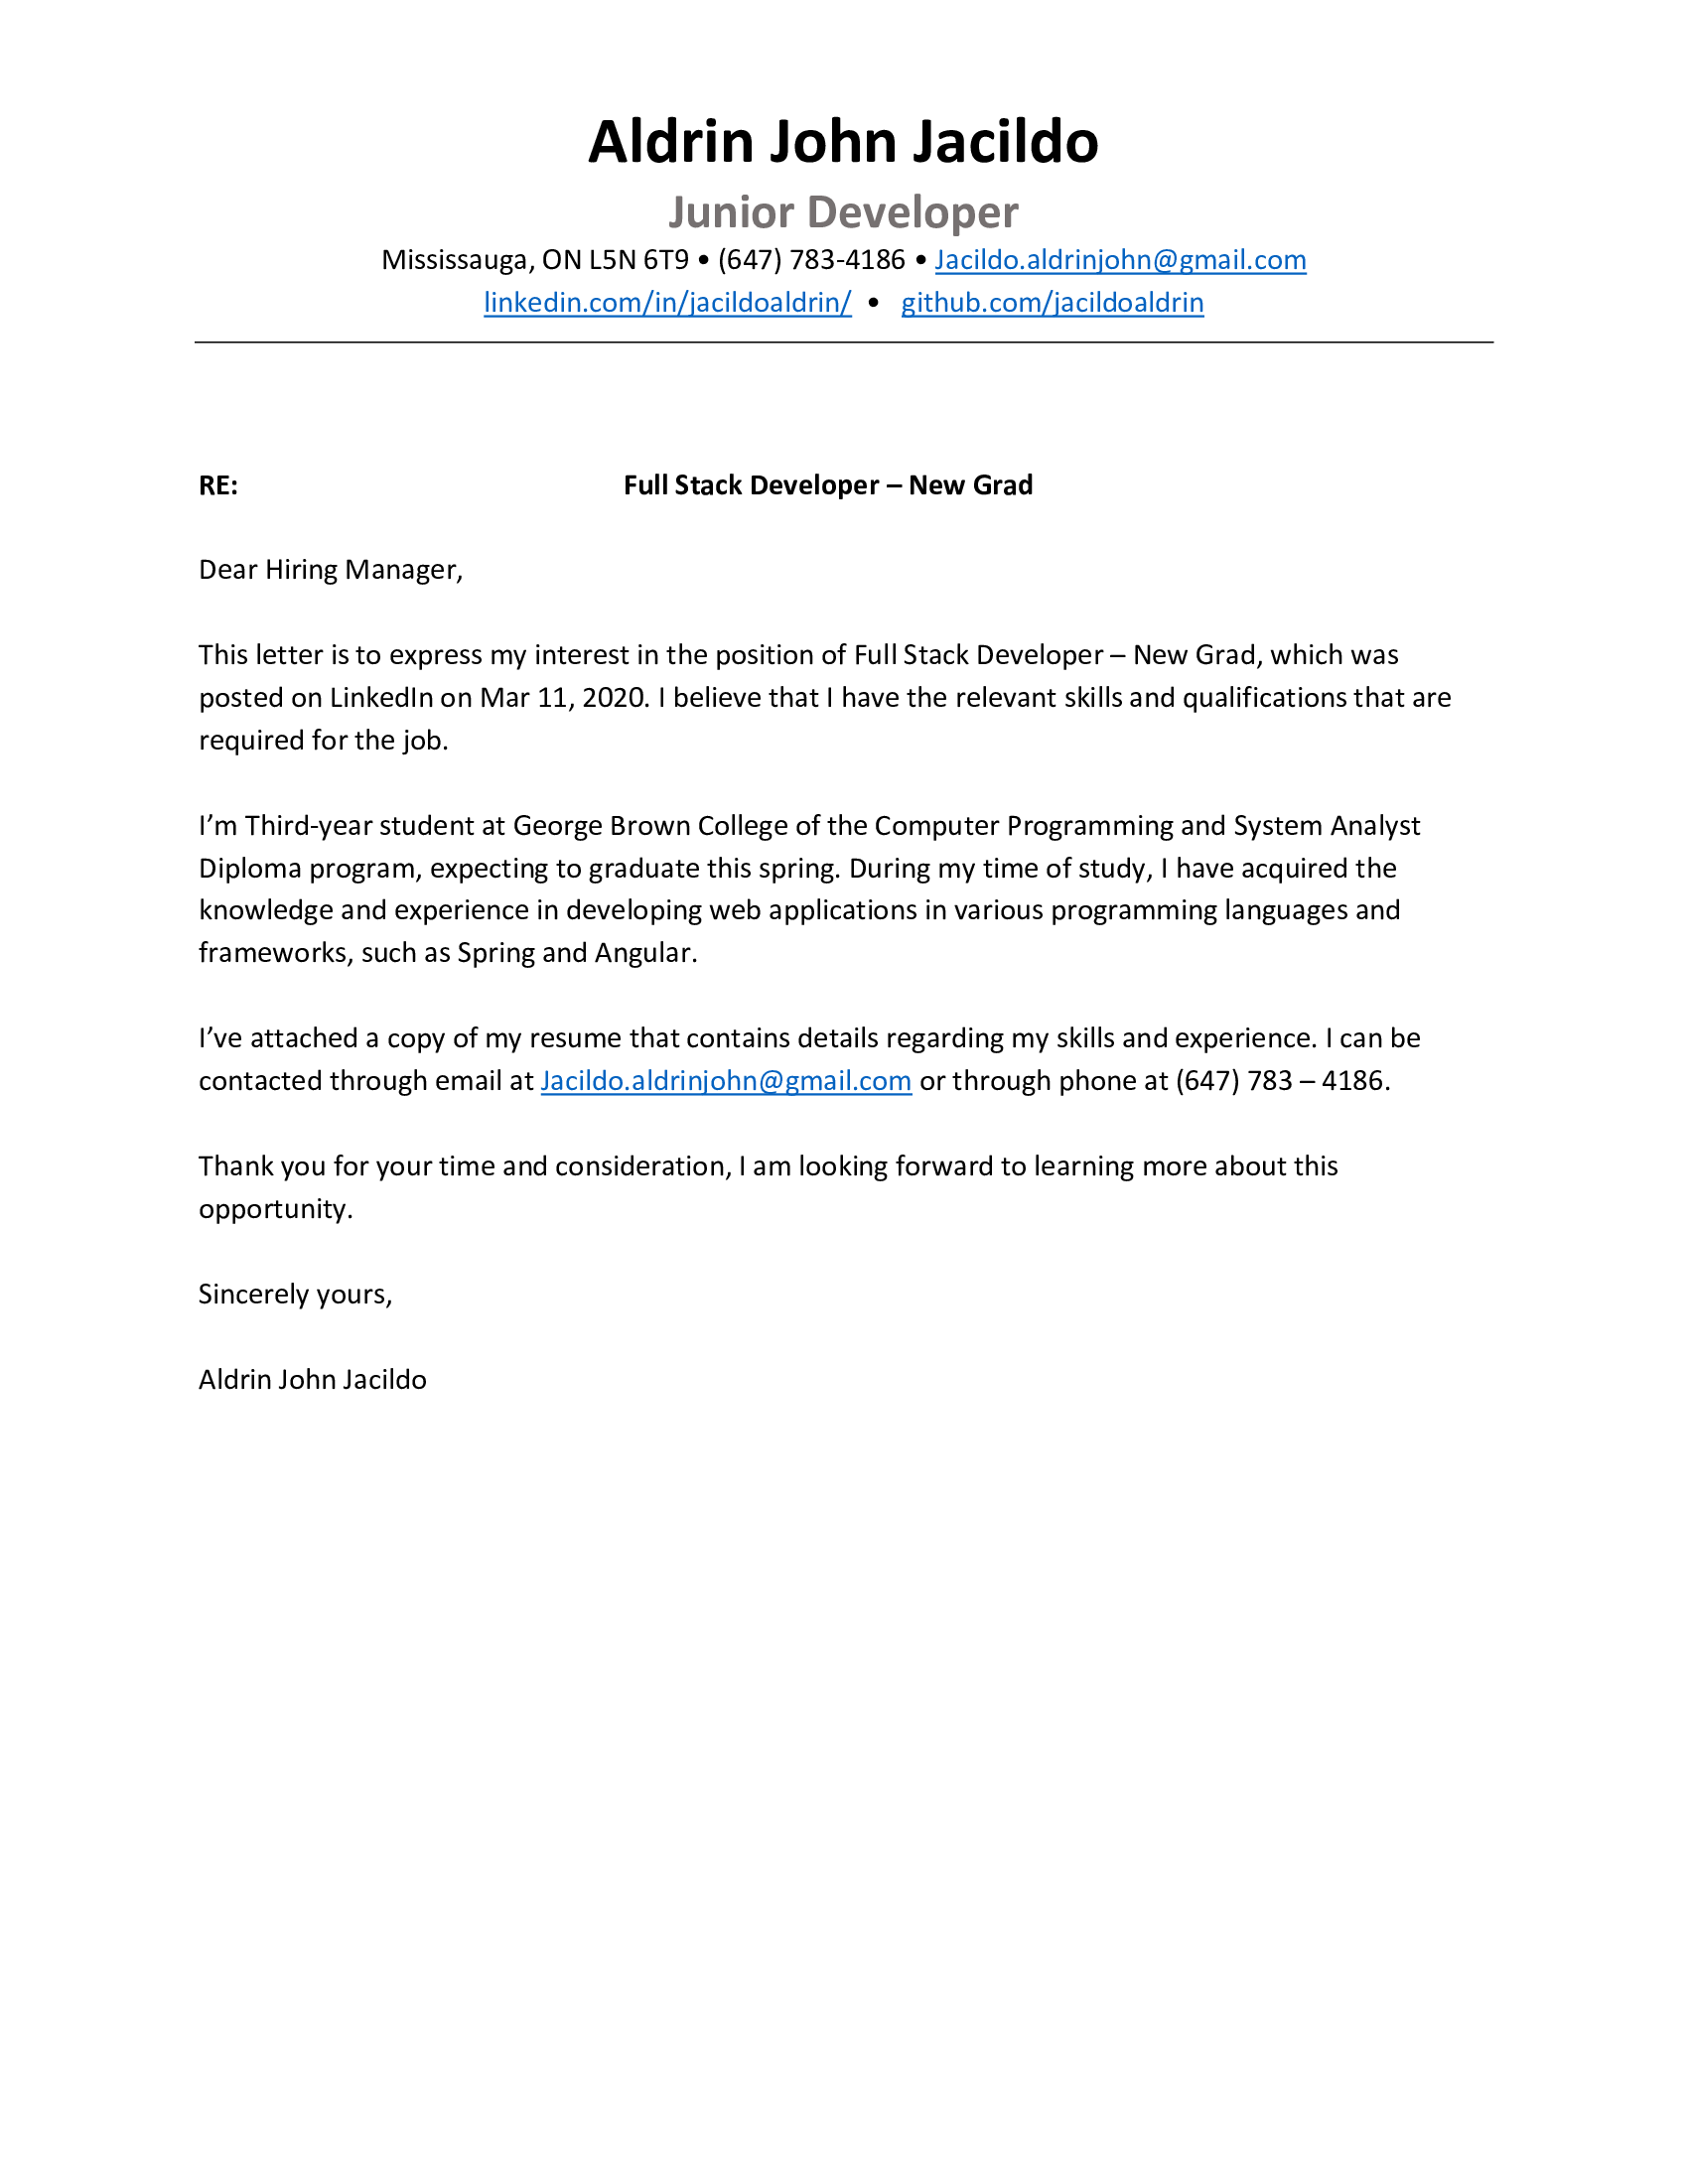 Aldrin John Jacildo
Junior Developer
Mississauga, ON L5N 6T9 • (647) 783-4186 • Jacildo.aldrinjohn@gmail.com
linkedin.com/in/jacildoaldrin/ • github.com/jacildoaldrin
RE: Full Stack Developer – New Grad
Dear Hiring Manager,
This letter is to express my interest in the position of Full Stack Developer – New Grad, which was
posted on LinkedIn on Mar 11, 2020. I believe that I have the relevant skills and qualifications that are
required for the job.
I’m Third-year student at George Brown College of the Computer Programming and System Analyst
Diploma program, expecting to graduate this spring. During my time of study, I have acquired the
knowledge and experience in developing web applications in various programming languages and
frameworks, such as Spring and Angular.
I’ve attached a copy of my resume that contains details regarding my skills and experience. I can be
contacted through email at Jacildo.aldrinjohn@gmail.com or through phone at (647) 783 – 4186.
Thank you for your time and consideration, I am looking forward to learning more about this
opportunity.
Sincerely yours,
Aldrin John Jacildo